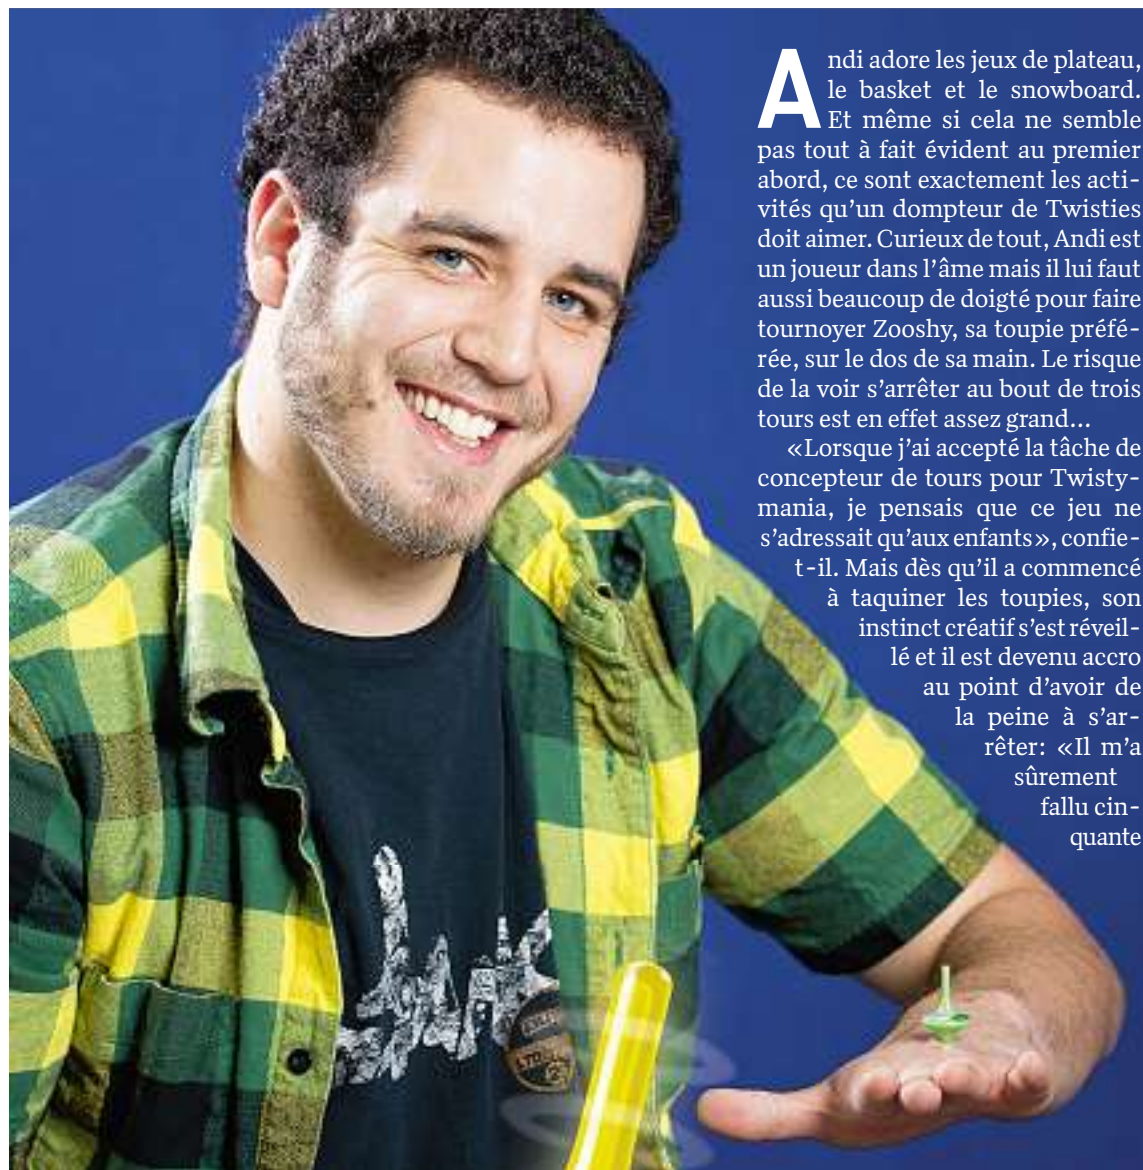 Andi adore les jeux de plateau,
le basket et le snowboard.
Et même si cela ne semble
pas tout à fait évident au premier
abord, ce sont exactement les acti-
vités qu’un dompteur de Twisties
doit aimer. Curieux de tout, Andi est
un joueur dans l’âme mais il lui faut
aussi beaucoup de doigté pour faire
tournoyer Zooshy, sa toupie préfé-
rée, sur le dos de sa main. Le risque
de la voir s’arrêter au bout de trois
tours est en effet assez grand…
«Lorsque j’ai accepté la tâche de
concepteur de tours pour Twisty-
mania, je pensais que ce jeu ne
s’adressait qu’aux enfants», confie-
t-il. Mais dès qu’il a commencé
à taquiner les toupies, son
instinct créatif s’est réveil-
lé et il est devenu accro
au point d’avoir de
la peine à s’ar-
rêter: «Il m’a
sûrement
fallu cin-
quante